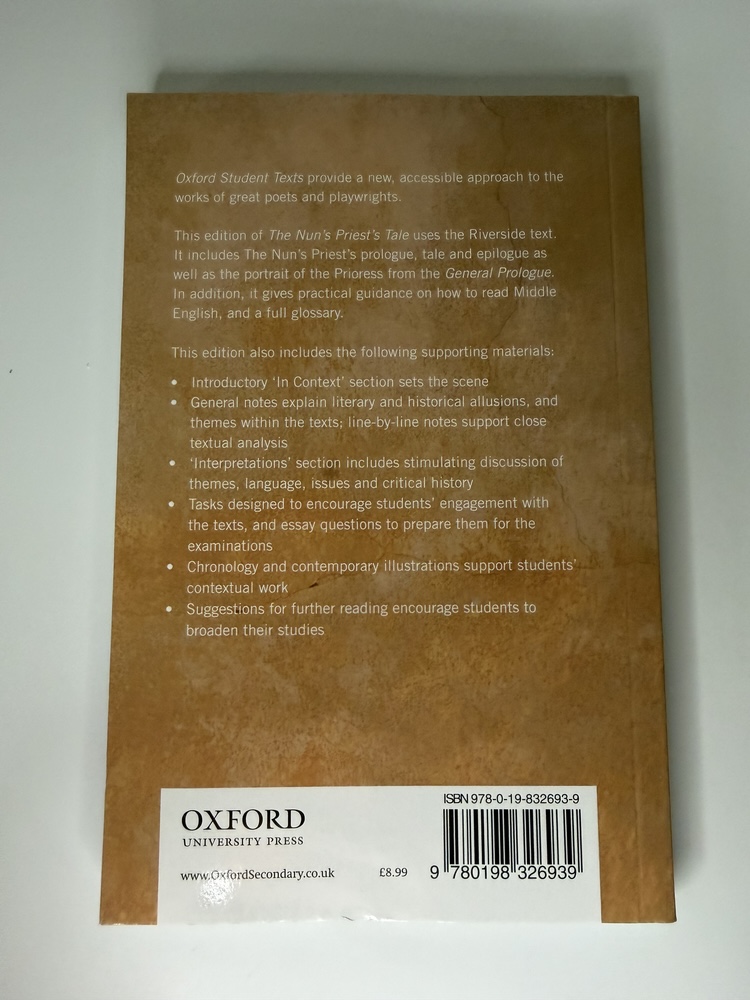 Oxford Student Texts provide a new, accessible approach to the
works of great poets and playwrights.
This edition of The Nun's Priest's Tale uses the Riverside text.
It includes The Nun's Priest's prologue, tale and epilogue as
well as the portrait of the Prioress from the General Prologue.
In addition, it gives practical guidance on how to read Middle
English, and a full glossary.
This edition also includes the following supporting materials:
• Introductory 'In Context' section sets the scene
• General notes explain literary and historical allusions, and
themes within the texts; line-by-line notes support close
textual analysis
• 'Interpretations' section includes stimulating discussion of
themes, language, issues and critical history
• Tasks designed to encourage students' engagement with
the texts, and essay questions to prepare them for the
examinations
• Chronology and contemporary illustrations support students'
contextual work
• Suggestions for further reading encourage students to
broaden their studies
OXFORD
UNIVERSITY PRESS
www.OxfordSecondary.co.uk
£8.99
ISBN 978-0-19-832693-9
9 780198 326939